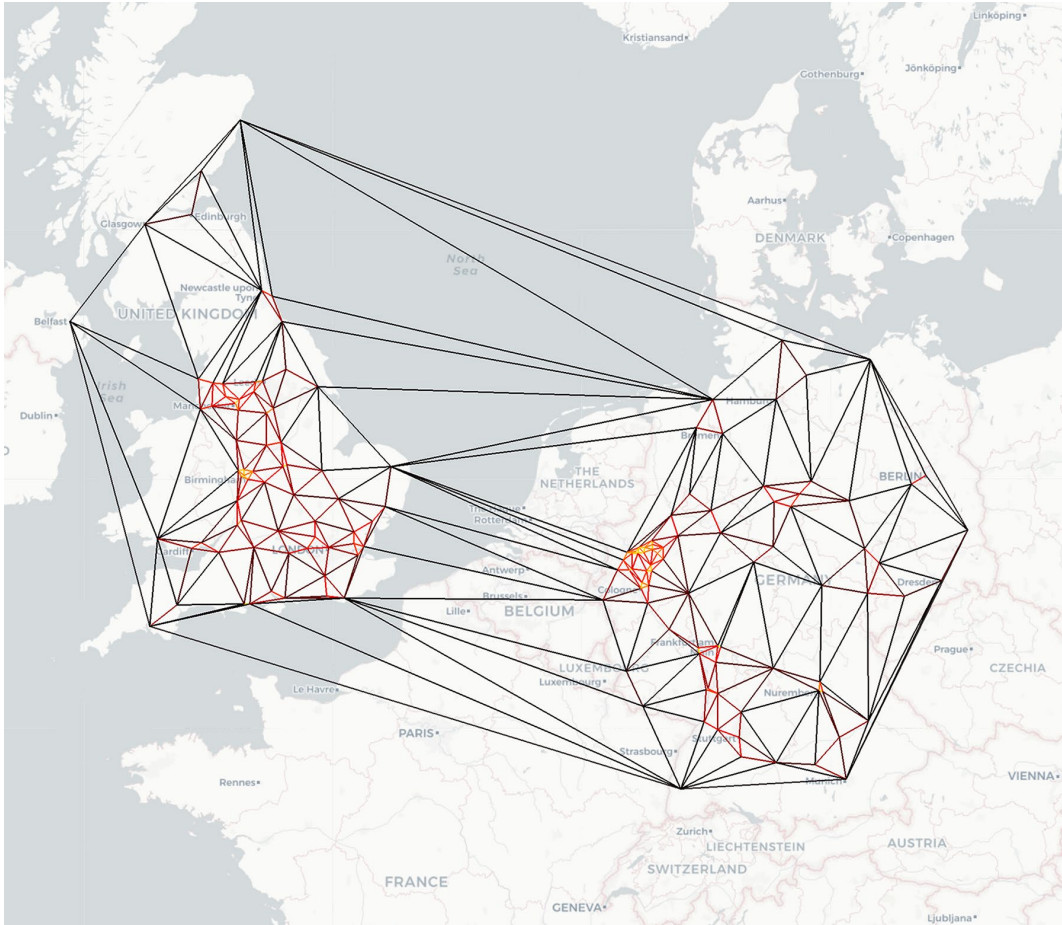 Linköping
Kristiansand
Gothenburg
Jönköping
Aarhus
DENMARK
Copenhagen
Edinburgh
Glasgow
North
Sea
Newcastle upon
Tyne
UNITED KINGDOM
Belfast
Irish
Sea
Dublin
Hamburg
Bremen
BERLIN
THE
NETHERLANDS
Birmingham
Rotterdam
LONDON
Cardiff
Antwerp
Brussels
BELGIUM
Cologne
GERMANY
Dresden
Lille
Frankfurt am
Main
Prague
CZECHIA
LUXEMBOURG
Luxembourg
Le Havre
Nuremberg
PARIS
Stuttgart
Strasbourg
Rennes
Munich
VIENNA
Zurich
LIECHTENSTEIN
AUSTRIA
SWITZERLAND
FRANCE
GENEVA
Ljubljana